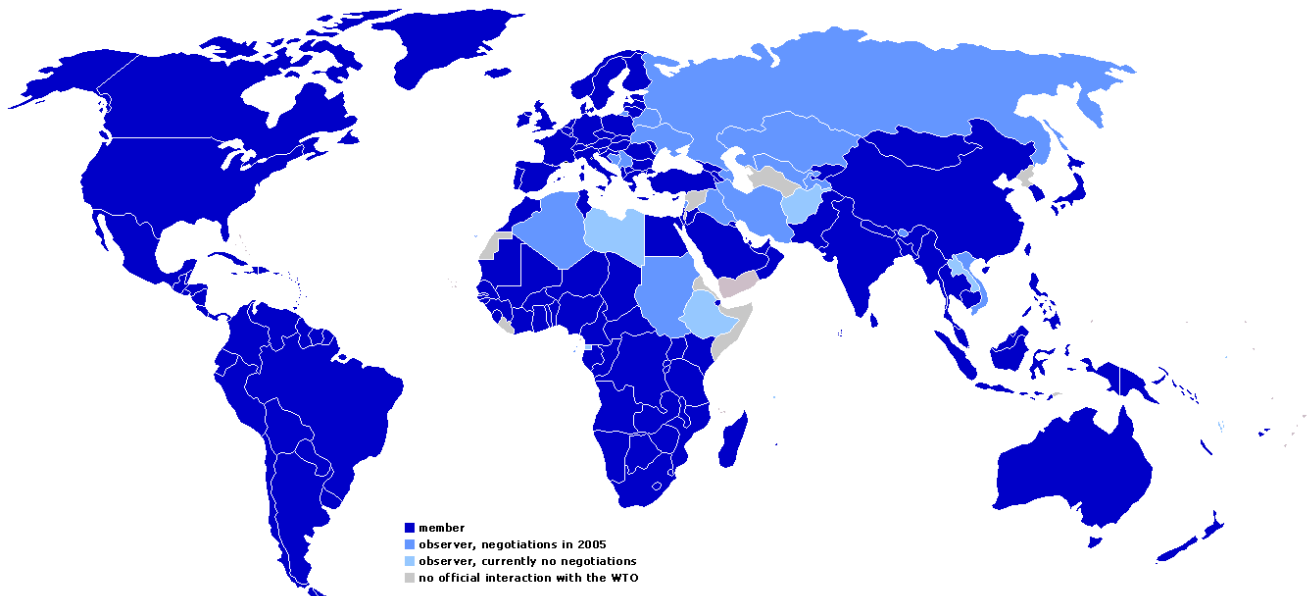 member
observer, negotiations in 2005
observer, currently no negotiations
no official interaction with the WTO